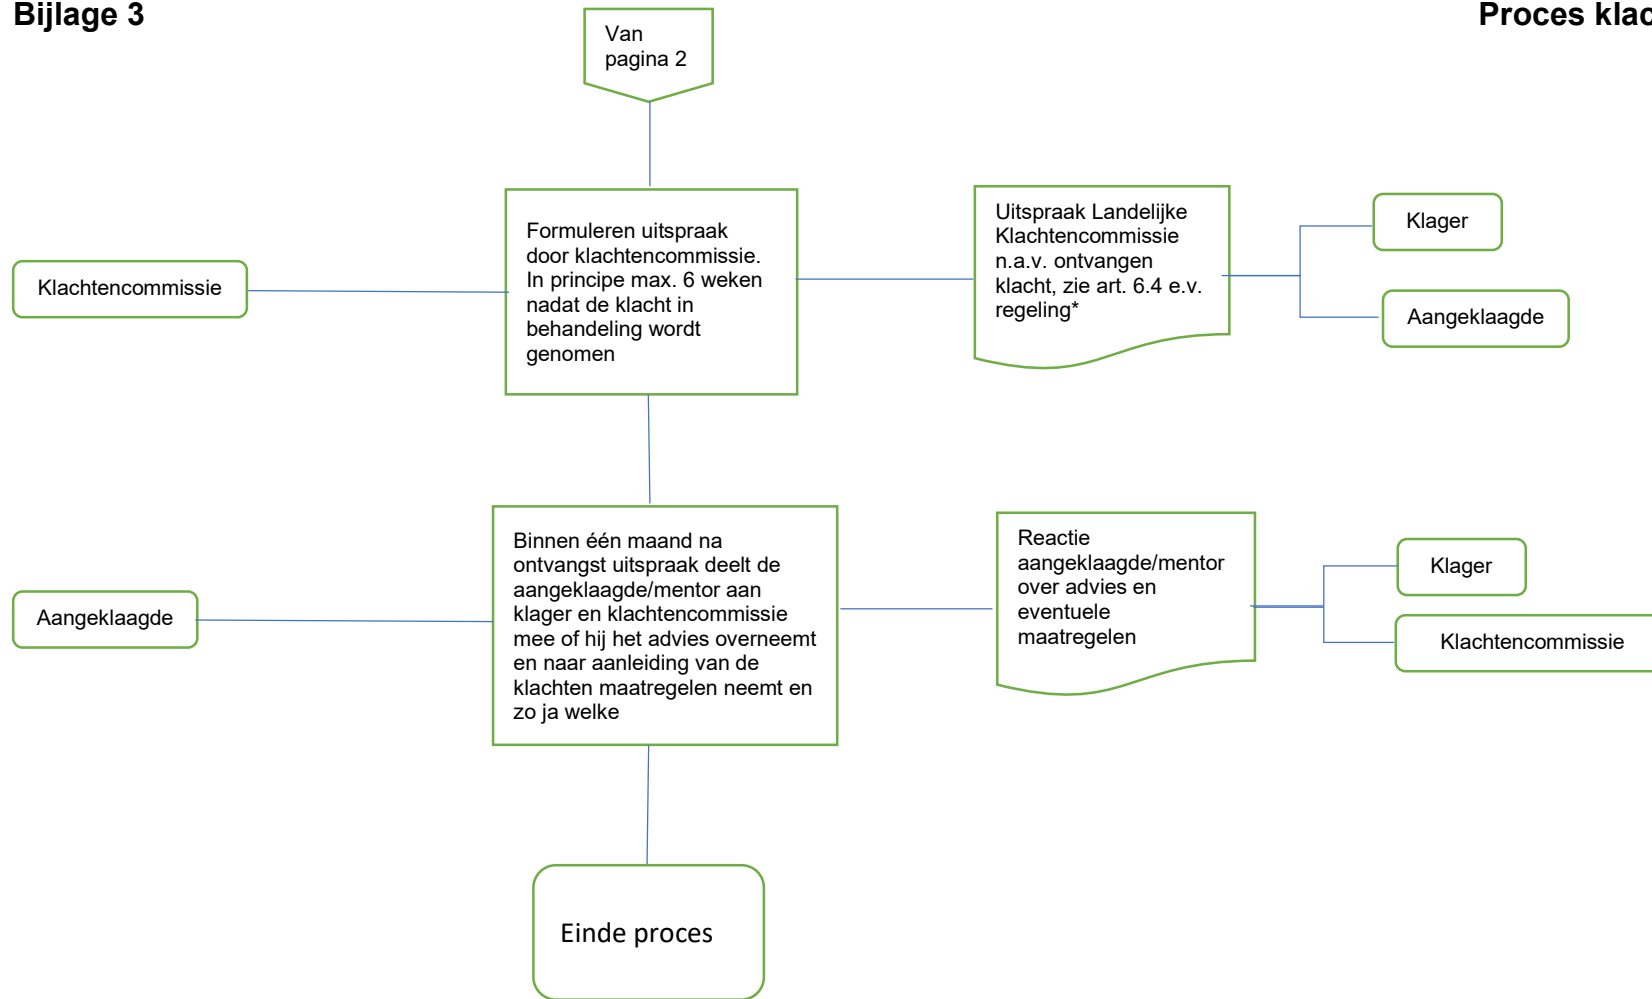 Bijlage 3
Proces klac
Van
pagina 2
Klachtencommissie
Formuleren uitspraak
door klachtencommissie.
In principe max. 6 weken
nadat de klacht in
behandeling wordt
genomen
Uitspraak Landelijke
Klachtencommissie
n.a.v. ontvangen
klacht, zie art. 6.4 e.v.
regeling*
Klager
Aangeklaagde
Aangeklaagde
Binnen één maand na
ontvangst uitspraak deelt de
aangeklaagde/mentor aan
klager en klachtencommissie
mee of hij het advies overneemt
en naar aanleiding van de
klachten maatregelen neemt en
zo ja welke
Reactie
aangeklaagde/mentor
over advies en
eventuele
maatregelen
Klager
Klachtencommissie
Einde proces